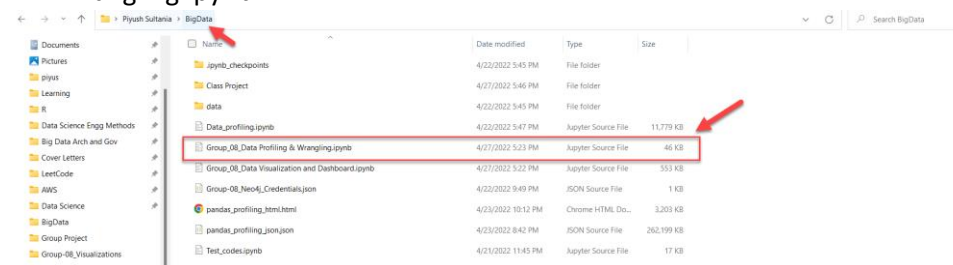 Piyush Sultania > BigData
Search BigData
Name
Date modified
Type
Size
Documents
Pictures
piyus
Learning
R
Data Science Engg Methods
Big Data Arch and Gov
Cover Letters
LeetCode
AWS
Data Science
BigData
Group Project
Group-08_Visualizations
.ipynb_checkpoints 4/22/2022 5:45 PM File folder
Class Project 4/27/2022 5:46 PM File folder
data 4/22/2022 5:45 PM File folder
Data_profiling.ipynb 4/22/2022 5:47 PM Jupyter Source File 11,779 KB
Group_08_Data Profiling & Wrangling.ipynb 4/27/2022 5:23 PM Jupyter Source File 46 KB
Group_08_Data Visualization and Dashboard.ipynb 4/27/2022 5:22 PM Jupyter Source File 553 KB
Group-08_Neo4j_Credentials.json 4/22/2022 9:49 PM JSON Source File 1 KB
pandas_profiling_html.html 4/23/2022 10:12 PM Chrome HTML Do... 3,203 KB
pandas_profiling_json.json 4/23/2022 8:42 PM JSON Source File 262,199 KB
Test_codes.ipynb 4/21/2022 11:45 PM Jupyter Source File 17 KB